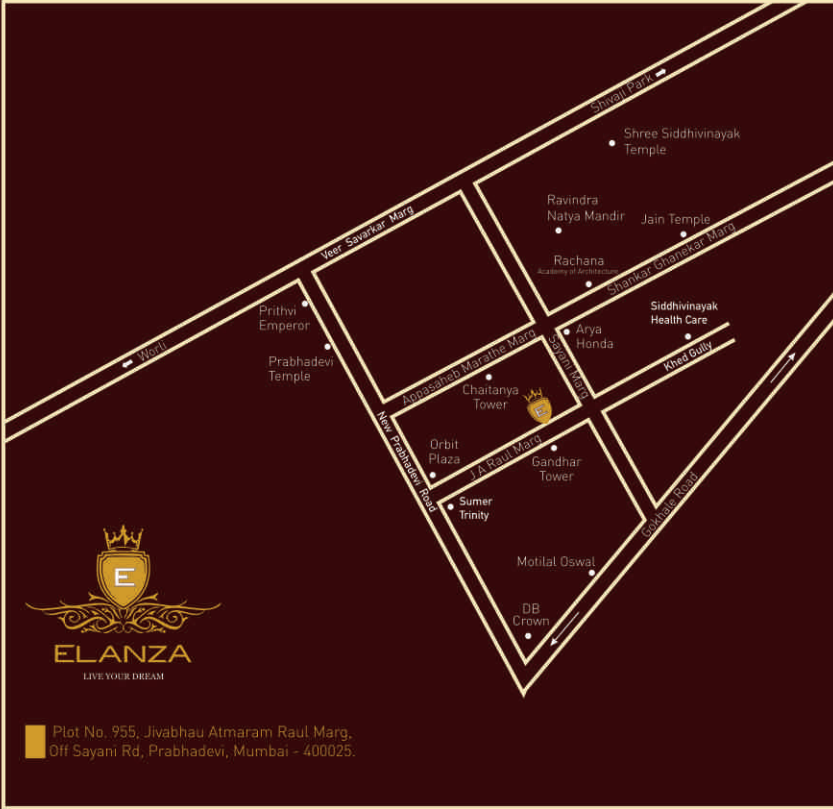 Shivaji Park
Shree Siddhivinayak
Temple
Ravindra
Natya Mandir
Jain Temple
Veer Savarkar Marg
Rachana
Academy of Architecture
Shankar Ghanekar Marg
Prithvi
Emperor
Siddhivinayak
Health Care
Arya
Honda
Worli
Prabhadevi
Temple
Appasaheb Marathe Marg
Sayani Marg
Khed Gully
Chaitanya
Tower
E
New Prabhadevi Road
Orbit
Plaza
J A Raul Marg
Gandhar
Tower
Sumer
Trinity
Gokhale Road
Motilal Oswal
DB
Crown
E
ELANZA
LIVE YOUR DREAM
Plot No. 955, Jivabhau Atmaram Raul Marg,
Off Sayani Rd, Prabhadevi, Mumbai - 400025.